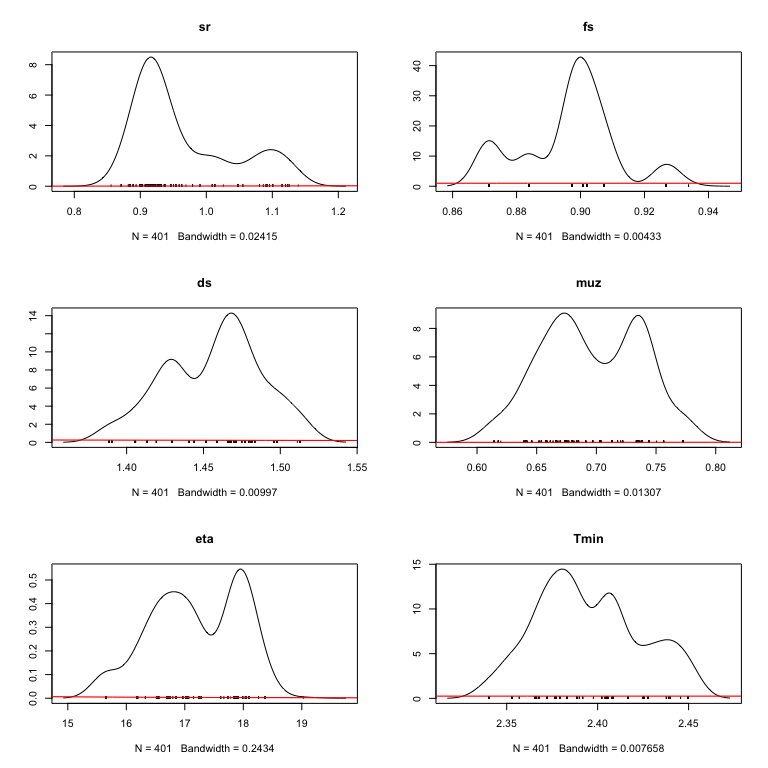 sr
8
6
4
2
0
0.8 0.9 1.0 1.1 1.2
N = 401 Bandwidth = 0.02415
fs
40
30
20
10
0
0.86 0.88 0.90 0.92 0.94
N = 401 Bandwidth = 0.00433
ds
14
10
8
6
4
2
0
1.40 1.45 1.50 1.55
N = 401 Bandwidth = 0.00997
muz
8
6
4
2
0
0.60 0.65 0.70 0.75 0.80
N = 401 Bandwidth = 0.01307
eta
0.5
0.4
0.3
0.2
0.1
0.0
15 16 17 18 19
N = 401 Bandwidth = 0.2434
Tmin
15
10
5
0
2.35 2.40 2.45
N = 401 Bandwidth = 0.007658